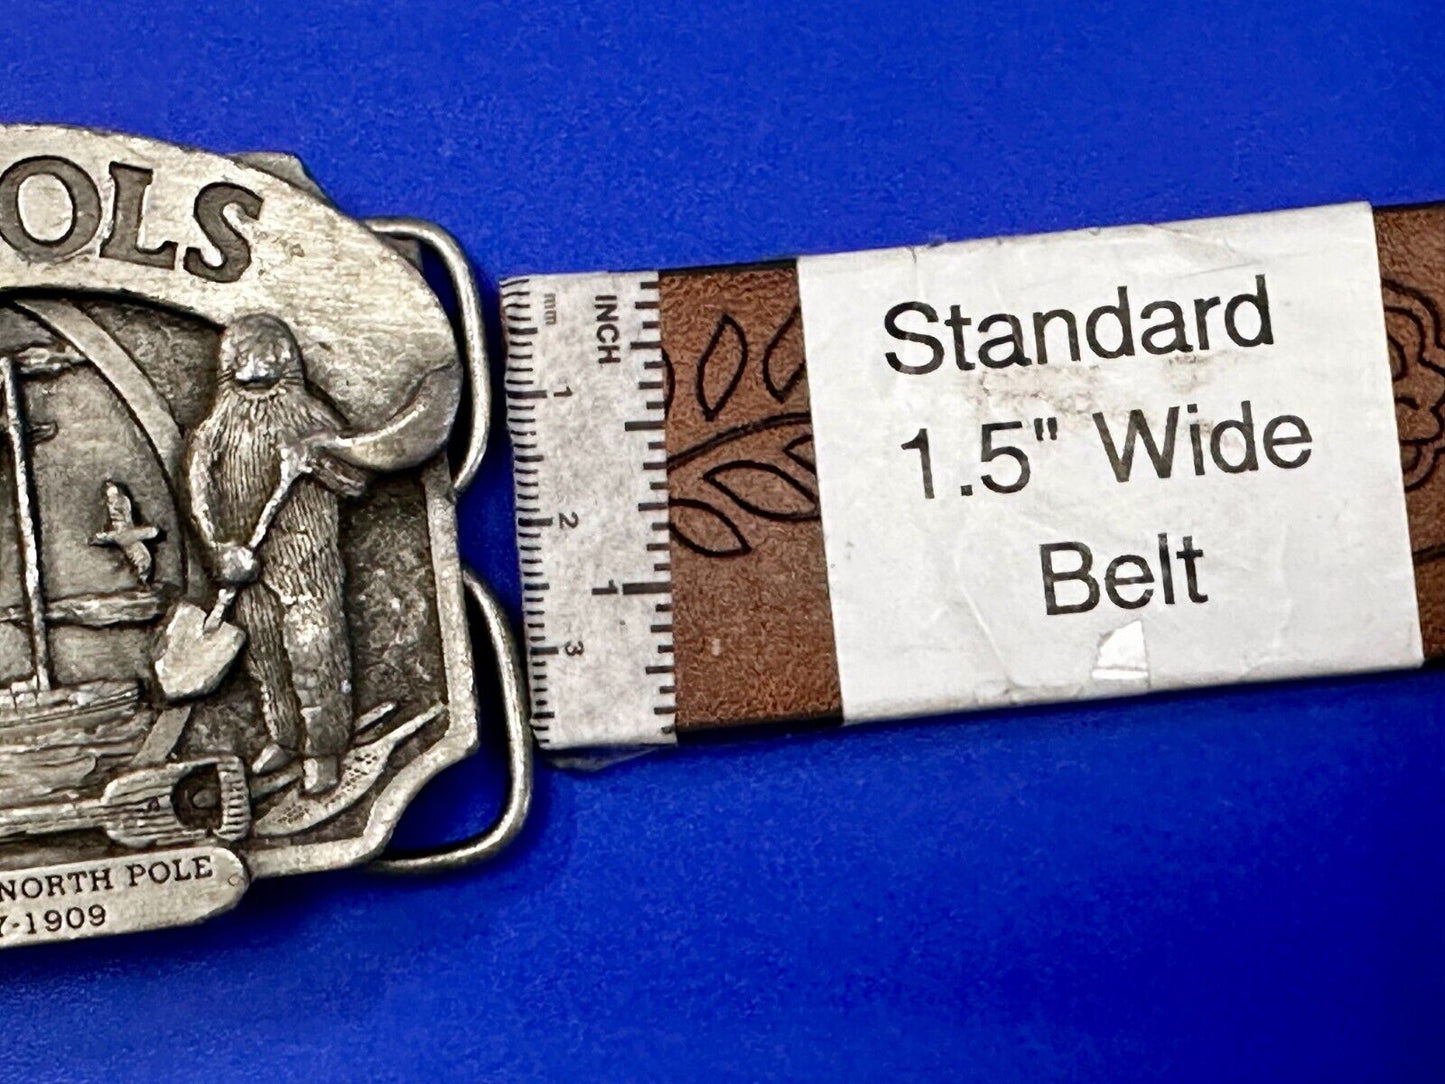 OLS
NORTH POLE
Y-1909
mm
1
2
3
INCH
1
Standard
1.5" Wide
Belt